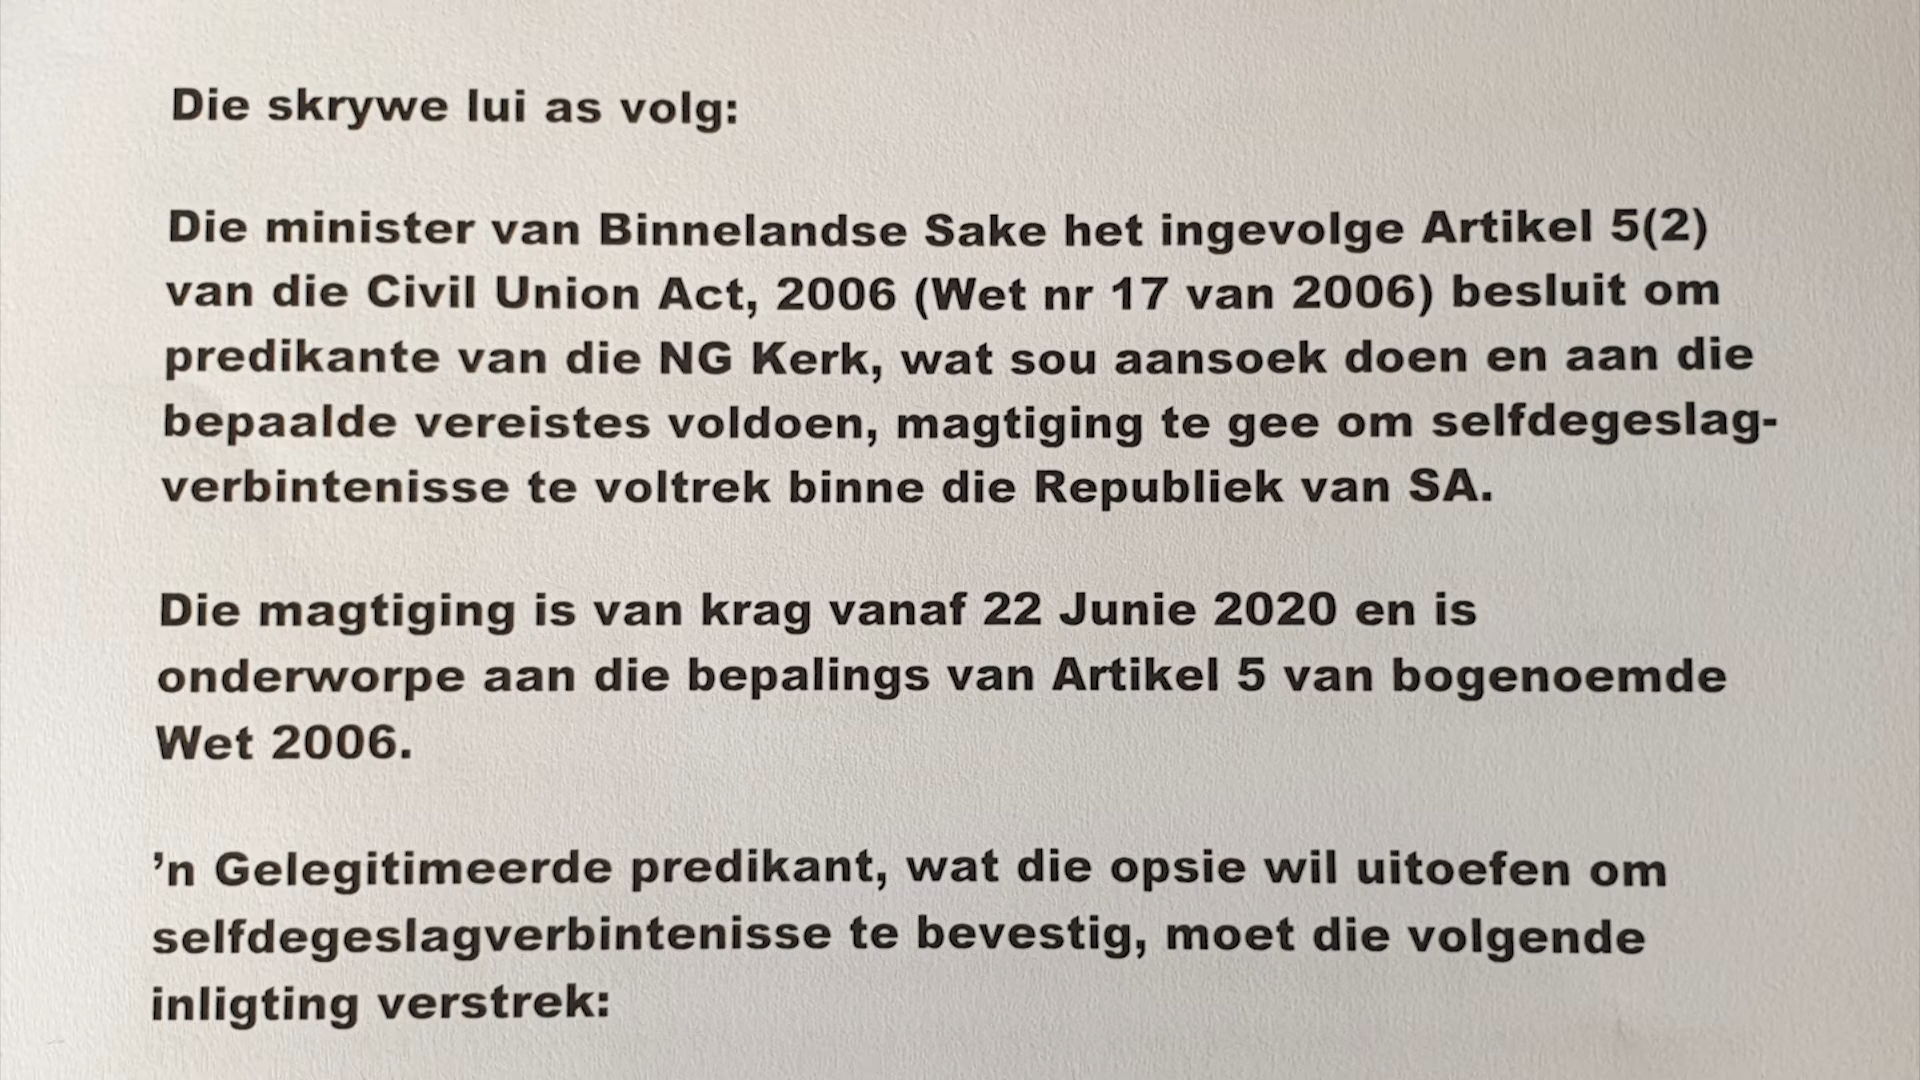 Die skrywe lui as volg:
Die minister van Binnelandse Sake het ingevolge Artikel 5(2)
van die Civil Union Act, 2006 (Wet nr 17 van 2006) besluit om
predikante van die NG Kerk, wat sou aansoek doen en aan die
bepaalde vereistes voldoen, magtiging te gee om selfdegeslag-
verbintenisse te voltrek binne die Republiek van SA.
Die magtiging is van krag vanaf 22 Junie 2020 en is
onderworpe aan die bepalings van Artikel 5 van bogenoemde
Wet 2006.
’n Gelegitimeerde predikant, wat die opsie wil uitoefen om
selfdegeslagverbintenisse te bevestig, moet die volgende
inligting verstrek: